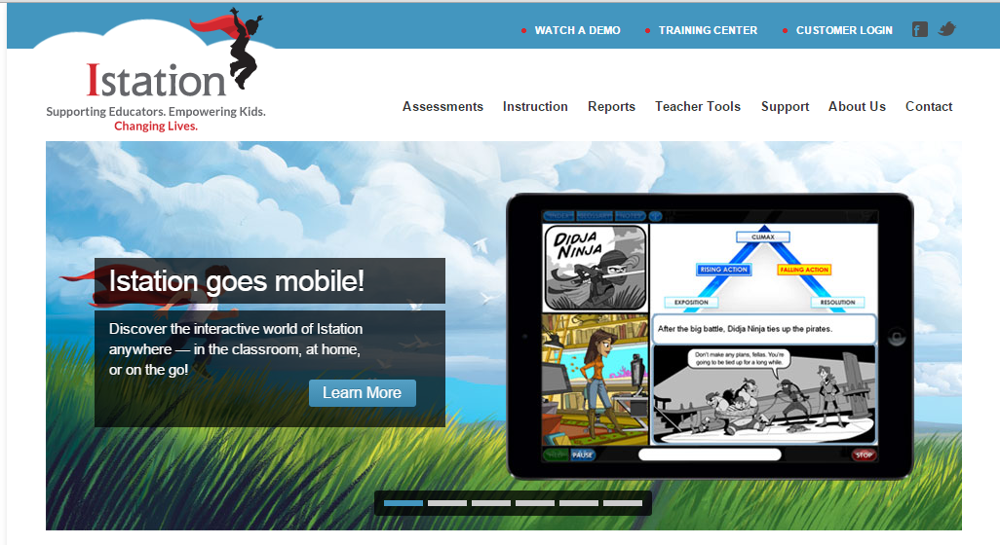 WATCH A DEMO
TRAINING CENTER
CUSTOMER LOGIN
Istation
Supporting Educators. Empowering Kids.
Changing Lives.
Assessments
Instruction
Reports
Teacher Tools
Support
About Us
Contact
Istation goes mobile!
Discover the interactive world of Istation
anywhere — in the classroom, at home,
or on the go!
Learn More
DIDJA
NINJA
CLIMAX
RISING ACTION
FALLING ACTION
EXPOSITION
RESOLUTION
After the big battle, Didja Ninja ties up the pirates.
Don't make any plans, fellas. You're
going to be tied up for a long while.
PAUSE
STOP